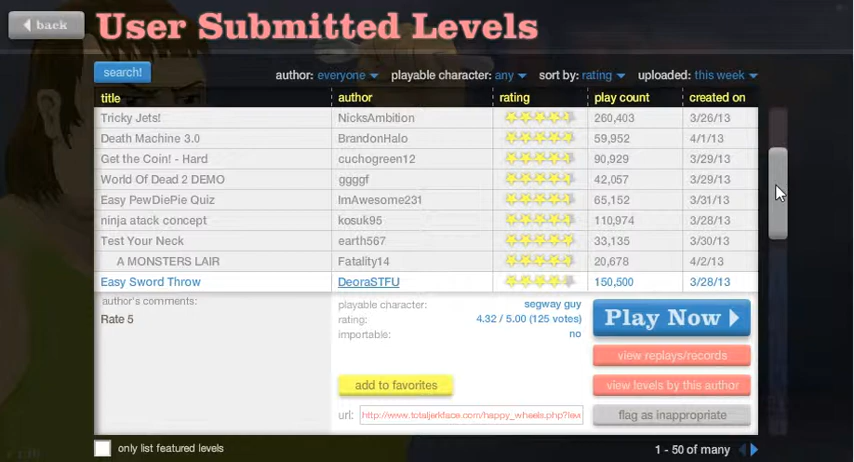 back
User Submitted Levels
search!
author: everyone playable character: any sort by: rating uploaded: this week
title author rating play count created on
Tricky Jets! NicksAmbition 260,403 3/26/13
Death Machine 3.0 BrandonHalo 59,952 4/1/13
Get the Coin! - Hard cuchogreen12 90,929 3/29/13
World Of Dead 2 DEMO ggggf 42,057 3/29/13
Easy PewDiePie Quiz ImAwesome231 65,152 3/31/13
ninja atack concept kosuk95 110,974 3/28/13
Test Your Neck earth567 33,135 3/30/13
A MONSTERS LAIR Fatality14 20,678 4/2/13
Easy Sword Throw DeoraSTFU 150,500 3/28/13
author's comments:
Rate 5
playable character: segway guy
rating: 4.32 / 5.00 (125 votes)
importable: no
add to favorites
url: http://www.totaljerkface.com/happy_wheels.php?lev
Play Now
view replays/records
view levels by this author
flag as inappropriate
only list featured levels
1 - 50 of many